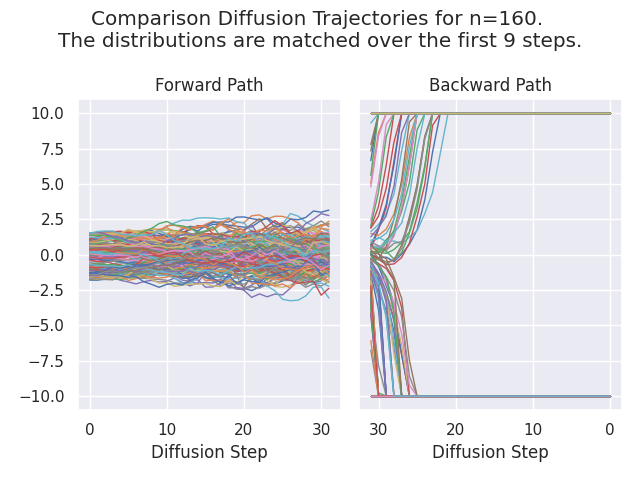 Comparison Diffusion Trajectories for n=160.
The distributions are matched over the first 9 steps.
Forward Path
Backward Path
10.0
7.5
5.0
2.5
0.0
−2.5
−5.0
−7.5
−10.0
0 10 20 30
30 20 10 0
Diffusion Step
Diffusion Step